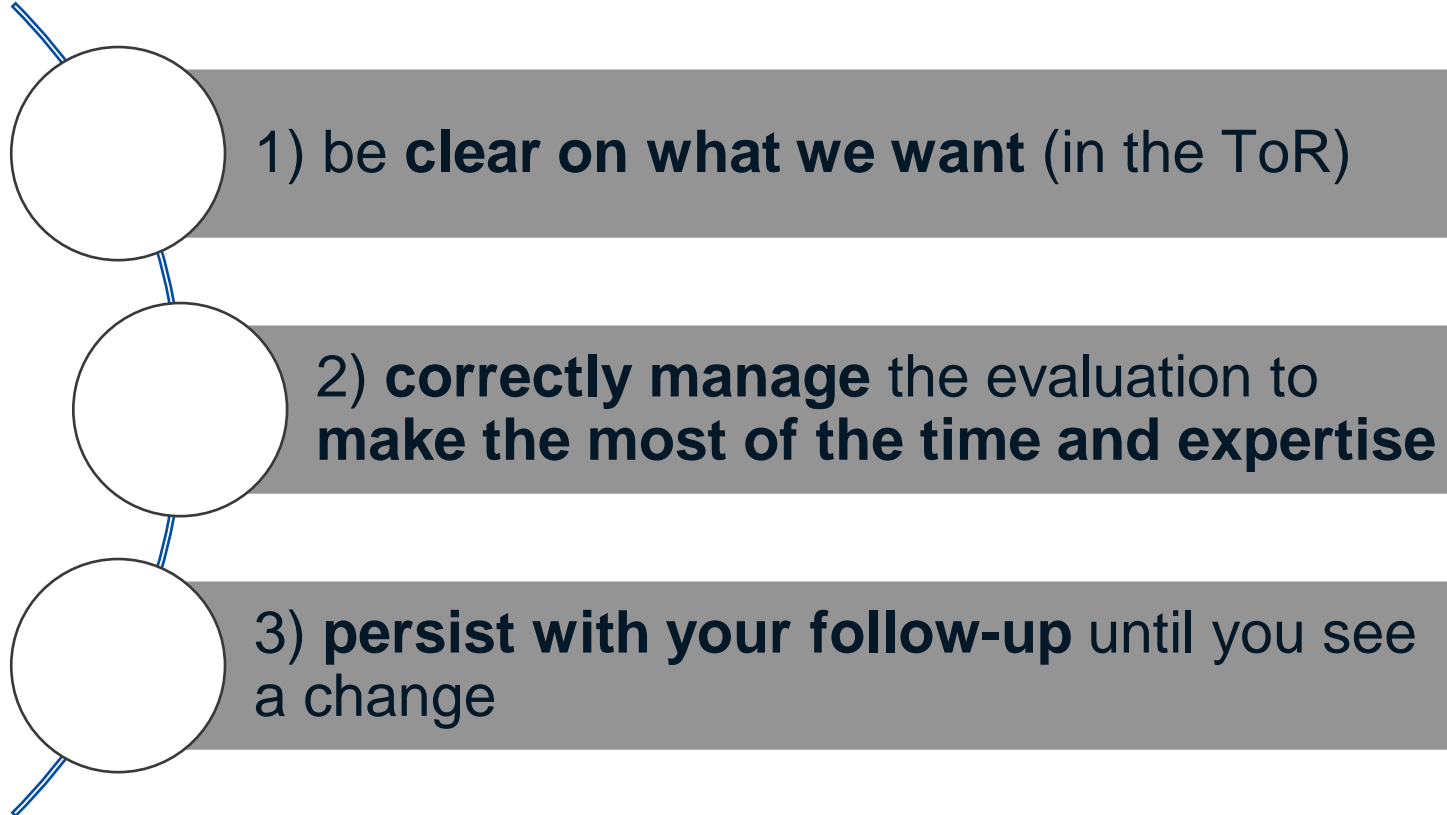 1) be clear on what we want (in the ToR)
2) correctly manage the evaluation to
make the most of the time and expertise
3) persist with your follow-up until you see
a change